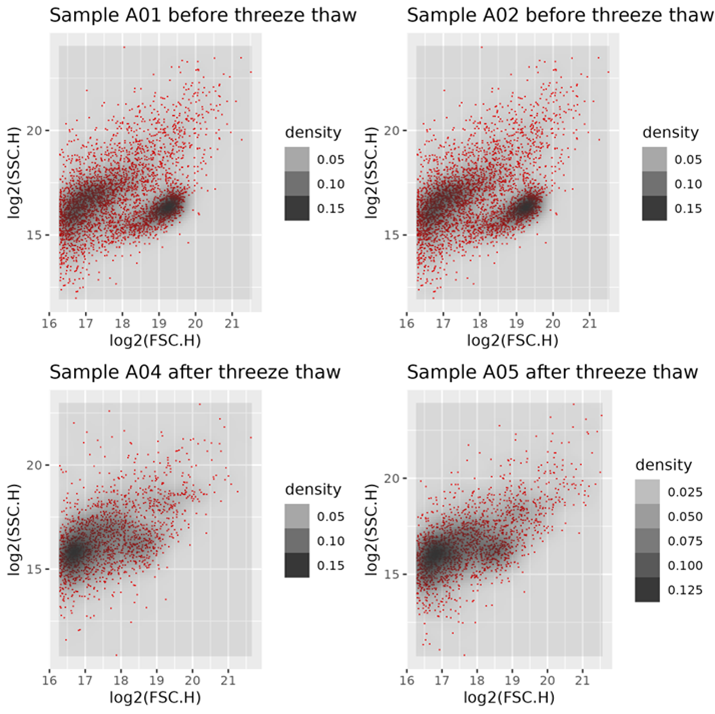 Sample A01 before threeze thaw
log2(SSC.H)
20
15
16 17 18 19 20 21
log2(FSC.H)
density
0.05
0.10
0.15
Sample A02 before threeze thaw
log2(SSC.H)
20
15
16 17 18 19 20 21
log2(FSC.H)
density
0.05
0.10
0.15
Sample A04 after threeze thaw
log2(SSC.H)
20
15
16 17 18 19 20 21
log2(FSC.H)
density
0.05
0.10
0.15
Sample A05 after threeze thaw
log2(SSC.H)
20
15
16 17 18 19 20 21
log2(FSC.H)
density
0.025
0.050
0.075
0.100
0.125